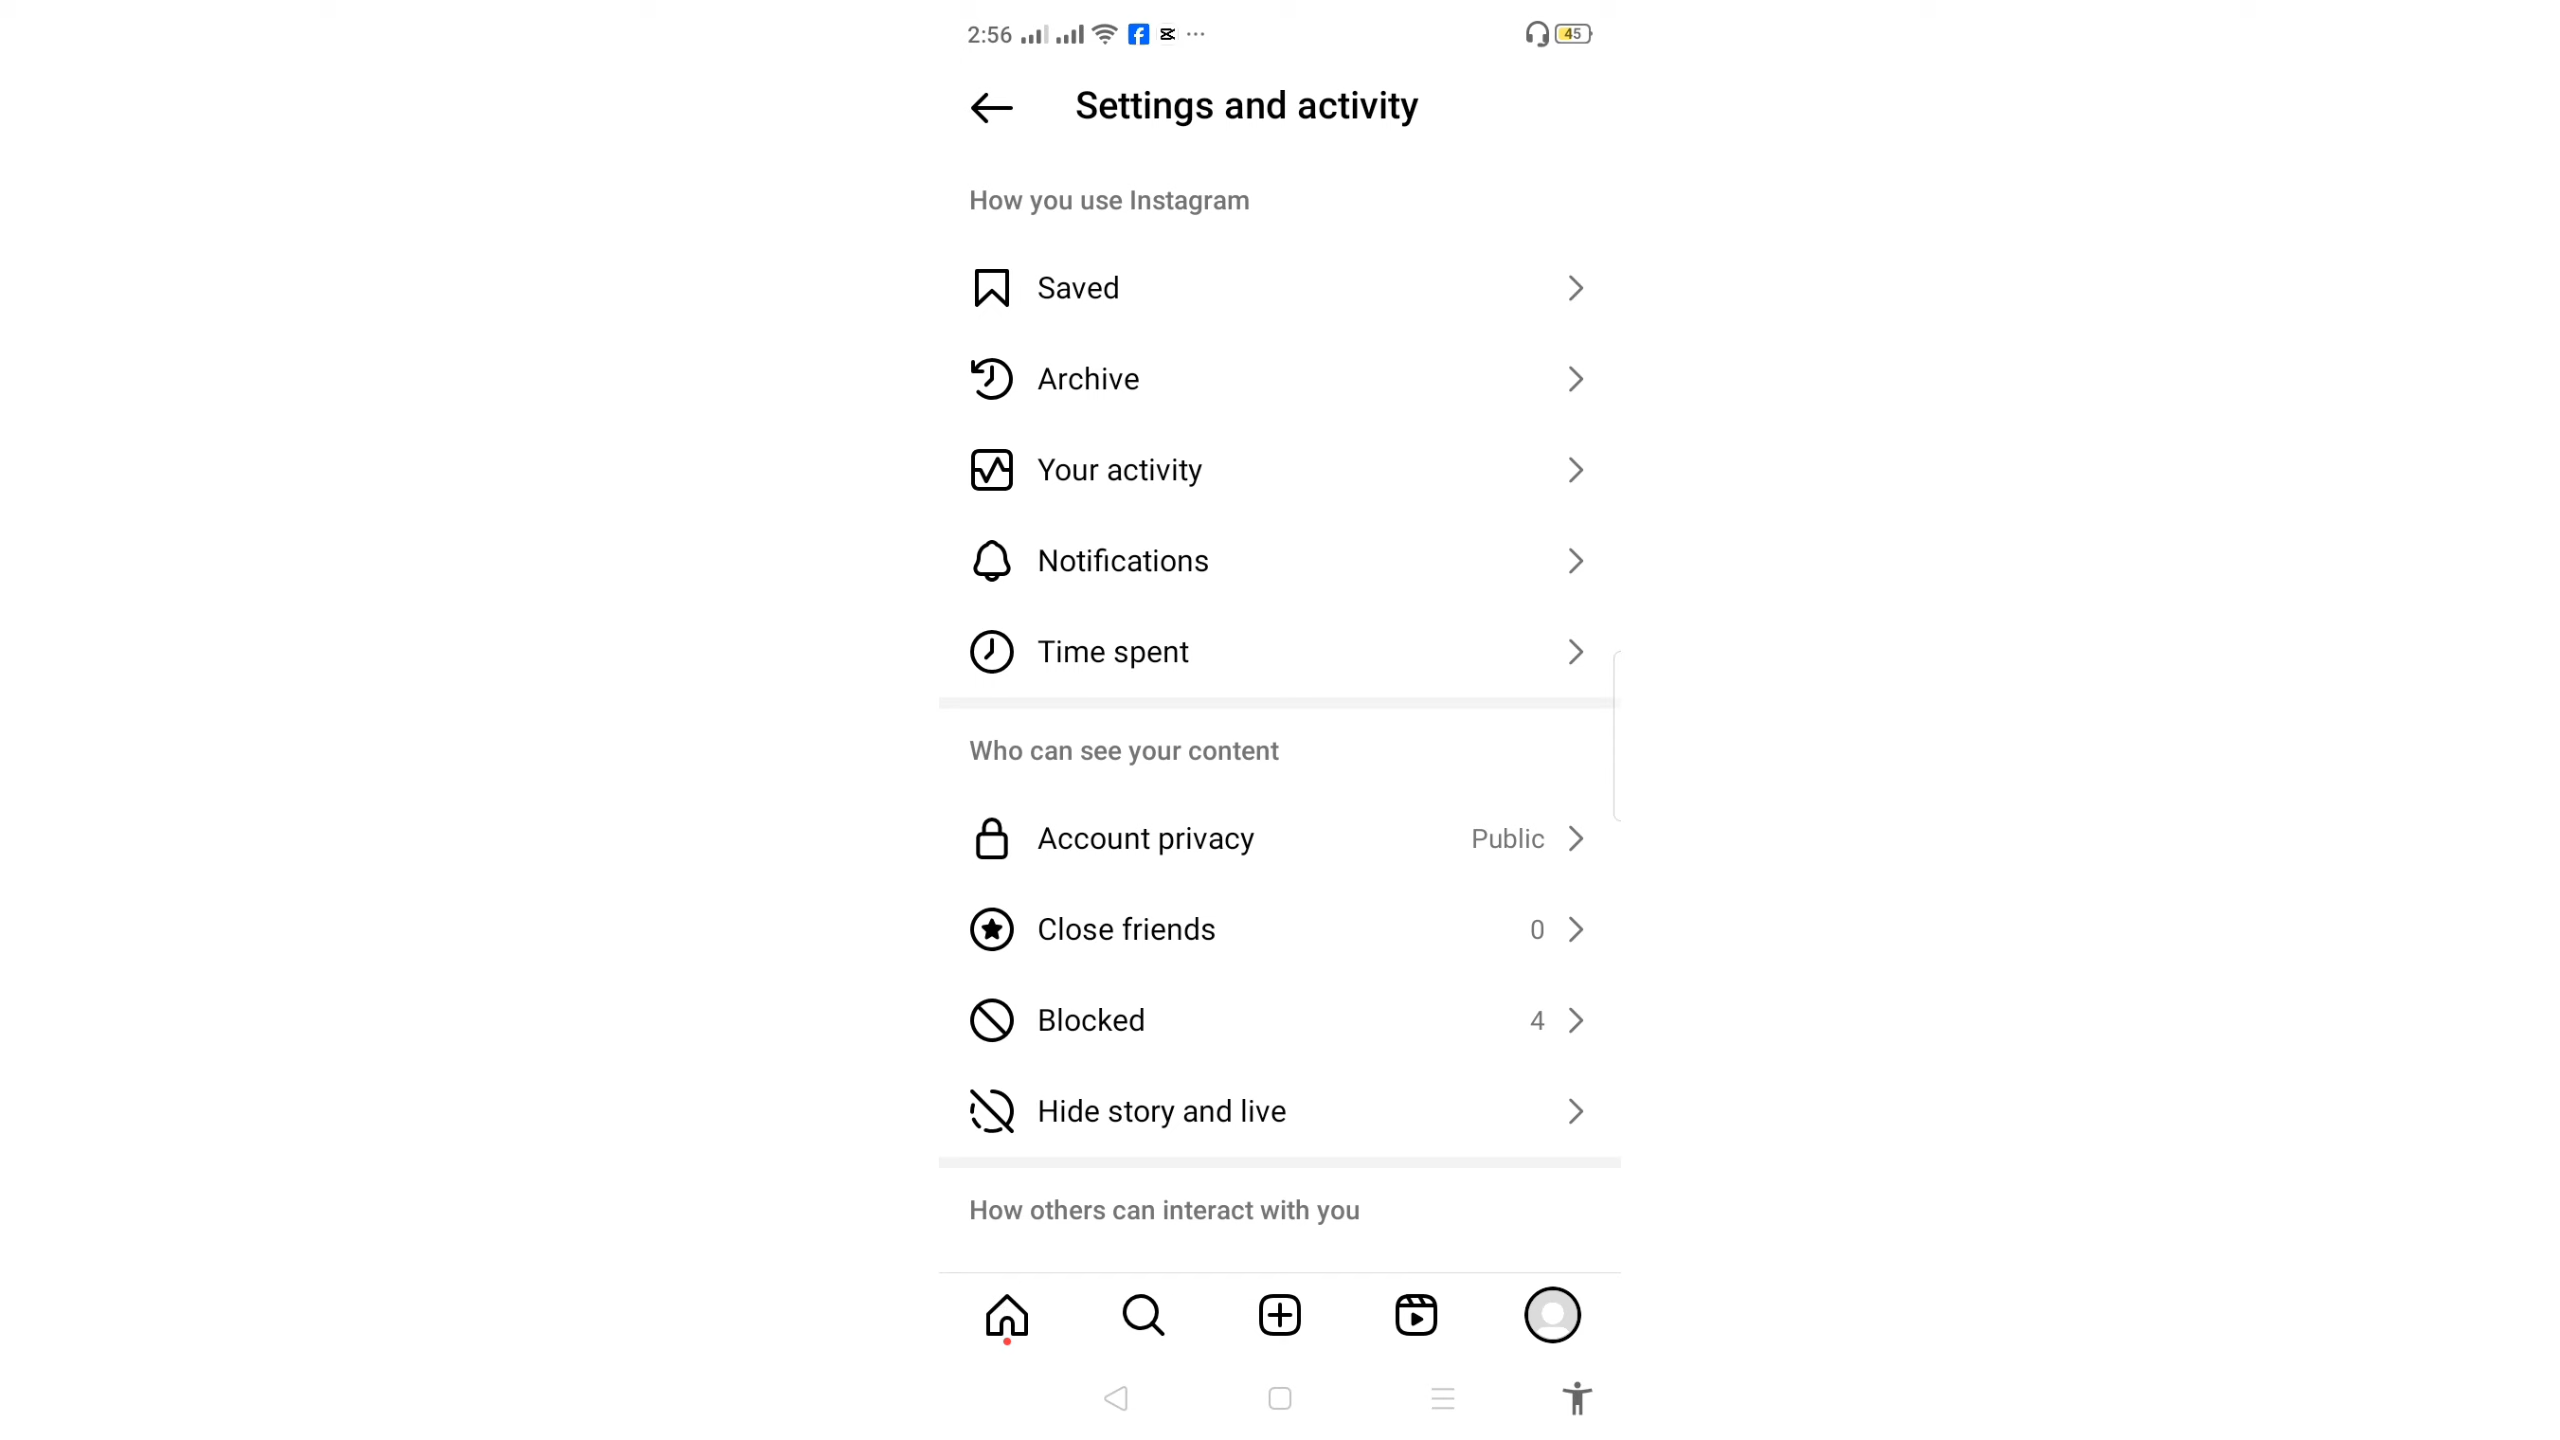 2:56 45
Settings and activity
How you use Instagram
Saved
Archive
Your activity
Notifications
Time spent
Who can see your content
Account privacy Public
Close friends 0
Blocked 4
Hide story and live
How others can interact with you